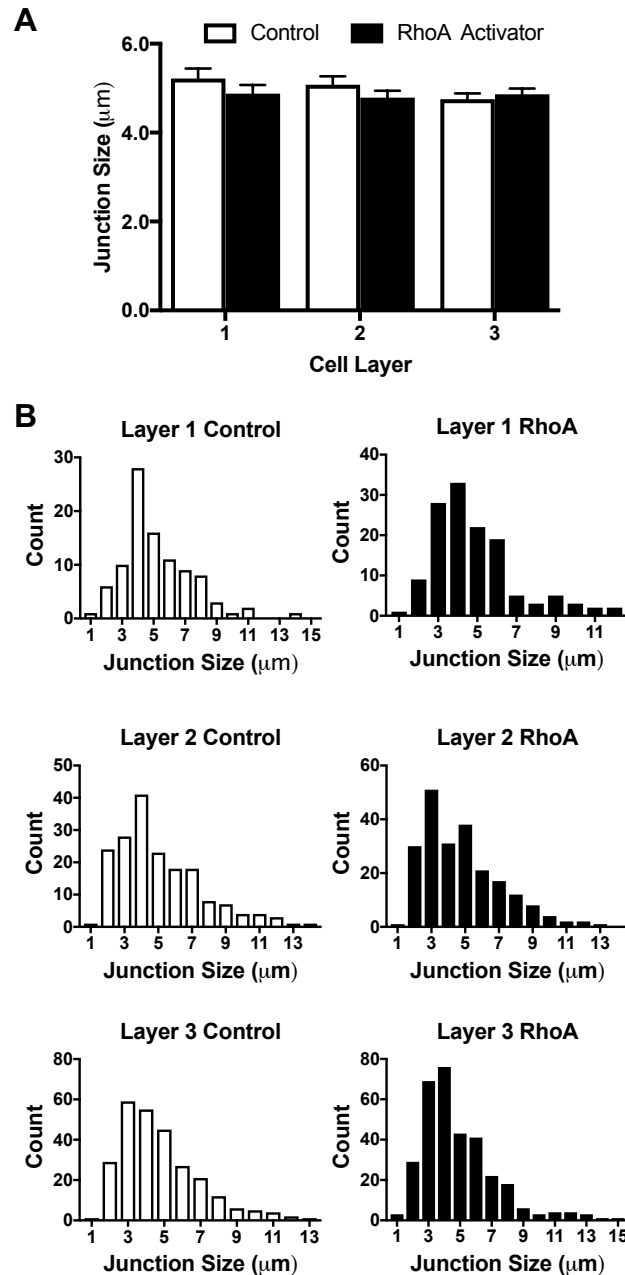 A
Control RhoA Activator
Junction Size (μm)
6.0
4.0
2.0
0.0
1 2 3
Cell Layer
B
Layer 1 Control
Count
30
20
10
0
1 3 5 7 9 11 13 15
Junction Size (μm)
Layer 1 RhoA
Count
40
30
20
10
0
1 3 5 7 9 11
Junction Size (μm)
Layer 2 Control
Count
50
40
30
20
10
0
1 3 5 7 9 11 13
Junction Size (μm)
Layer 2 RhoA
Count
60
40
20
0
1 3 5 7 9 11 13
Junction Size (μm)
Layer 3 Control
Count
80
60
40
20
0
1 3 5 7 9 11 13
Junction Size (μm)
Layer 3 RhoA
Count
80
60
40
20
0
1 3 5 7 9 11 13 15
Junction Size (μm)